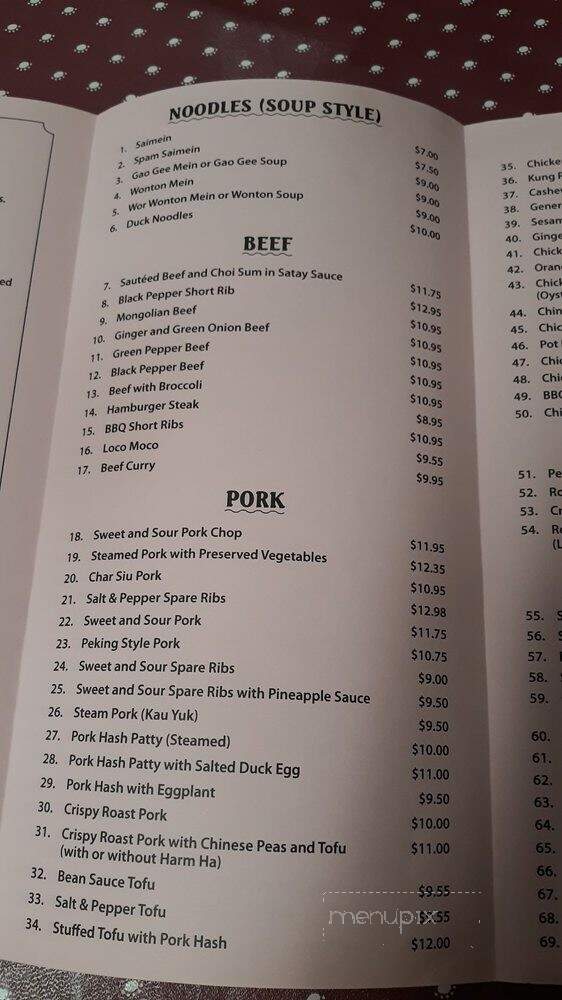 NOODLES (SOUP STYLE)
1. Saimein $7.00
2. Spam Saimein $7.50
3. Gao Gee Mein or Gao Gee Soup $9.00
4. Wonton Mein $9.00
5. Wor Wonton Mein or Wonton Soup $9.00
6. Duck Noodles $10.00
BEEF
7. Sautéed Beef and Choi Sum in Satay Sauce $11.75
8. Black Pepper Short Rib $12.95
9. Mongolian Beef $10.95
10. Ginger and Green Onion Beef $10.95
11. Green Pepper Beef $10.95
12. Black Pepper Beef $10.95
13. Beef with Broccoli $10.95
14. Hamburger Steak $8.95
15. BBQ Short Ribs $10.95
16. Loco Moco $9.55
17. Beef Curry $9.95
PORK
18. Sweet and Sour Pork Chop $11.95
19. Steamed Pork with Preserved Vegetables $12.35
20. Char Siu Pork $10.95
21. Salt & Pepper Spare Ribs $12.98
22. Sweet and Sour Pork $11.75
23. Peking Style Pork $10.75
24. Sweet and Sour Spare Ribs $9.00
25. Sweet and Sour Spare Ribs with Pineapple Sauce $9.50
26. Steam Pork (Kau Yuk) $9.50
27. Pork Hash Patty (Steamed) $10.00
28. Pork Hash Patty with Salted Duck Egg $11.00
29. Pork Hash with Eggplant $9.50
30. Crispy Roast Pork $10.00
31. Crispy Roast Pork with Chinese Peas and Tofu $11.00
(with or without Harm Ha)
32. Bean Sauce Tofu $9.55
33. Salt & Pepper Tofu
34. Stuffed Tofu with Pork Hash $12.00
menupix
s.
ed
35. Chicke
36. Kung P
37. Cashe
38. Gener
39. Sesam
40. Ginge
41. Chick
42. Oran
43. Chick
(Oyst
44. Chin
45. Chic
46. Pot
47. Chi
48. Chi
49. BBQ
50. Chi
51. Pe
52. Ro
53. Cr
54. Re
(L
55. S
56. S
57.
58.
59.
60.
61.
62.
63.
64.
65.
66.
67.
68.
69.